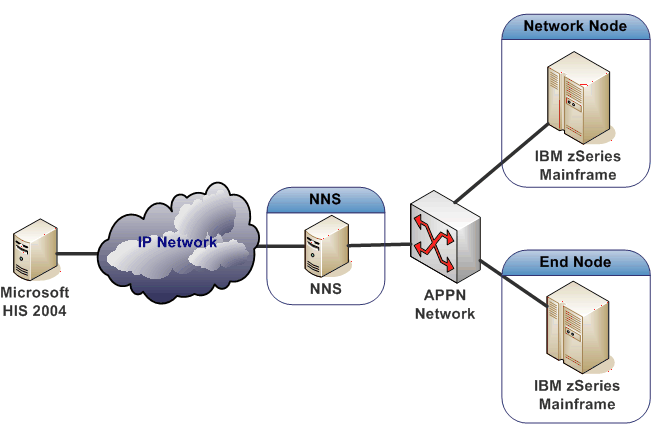 Network Node
IBM zSeries
Mainframe
NNS
IP Network
NNS
Microsoft
HIS 2004
APPN
Network
End Node
IBM zSeries
Mainframe